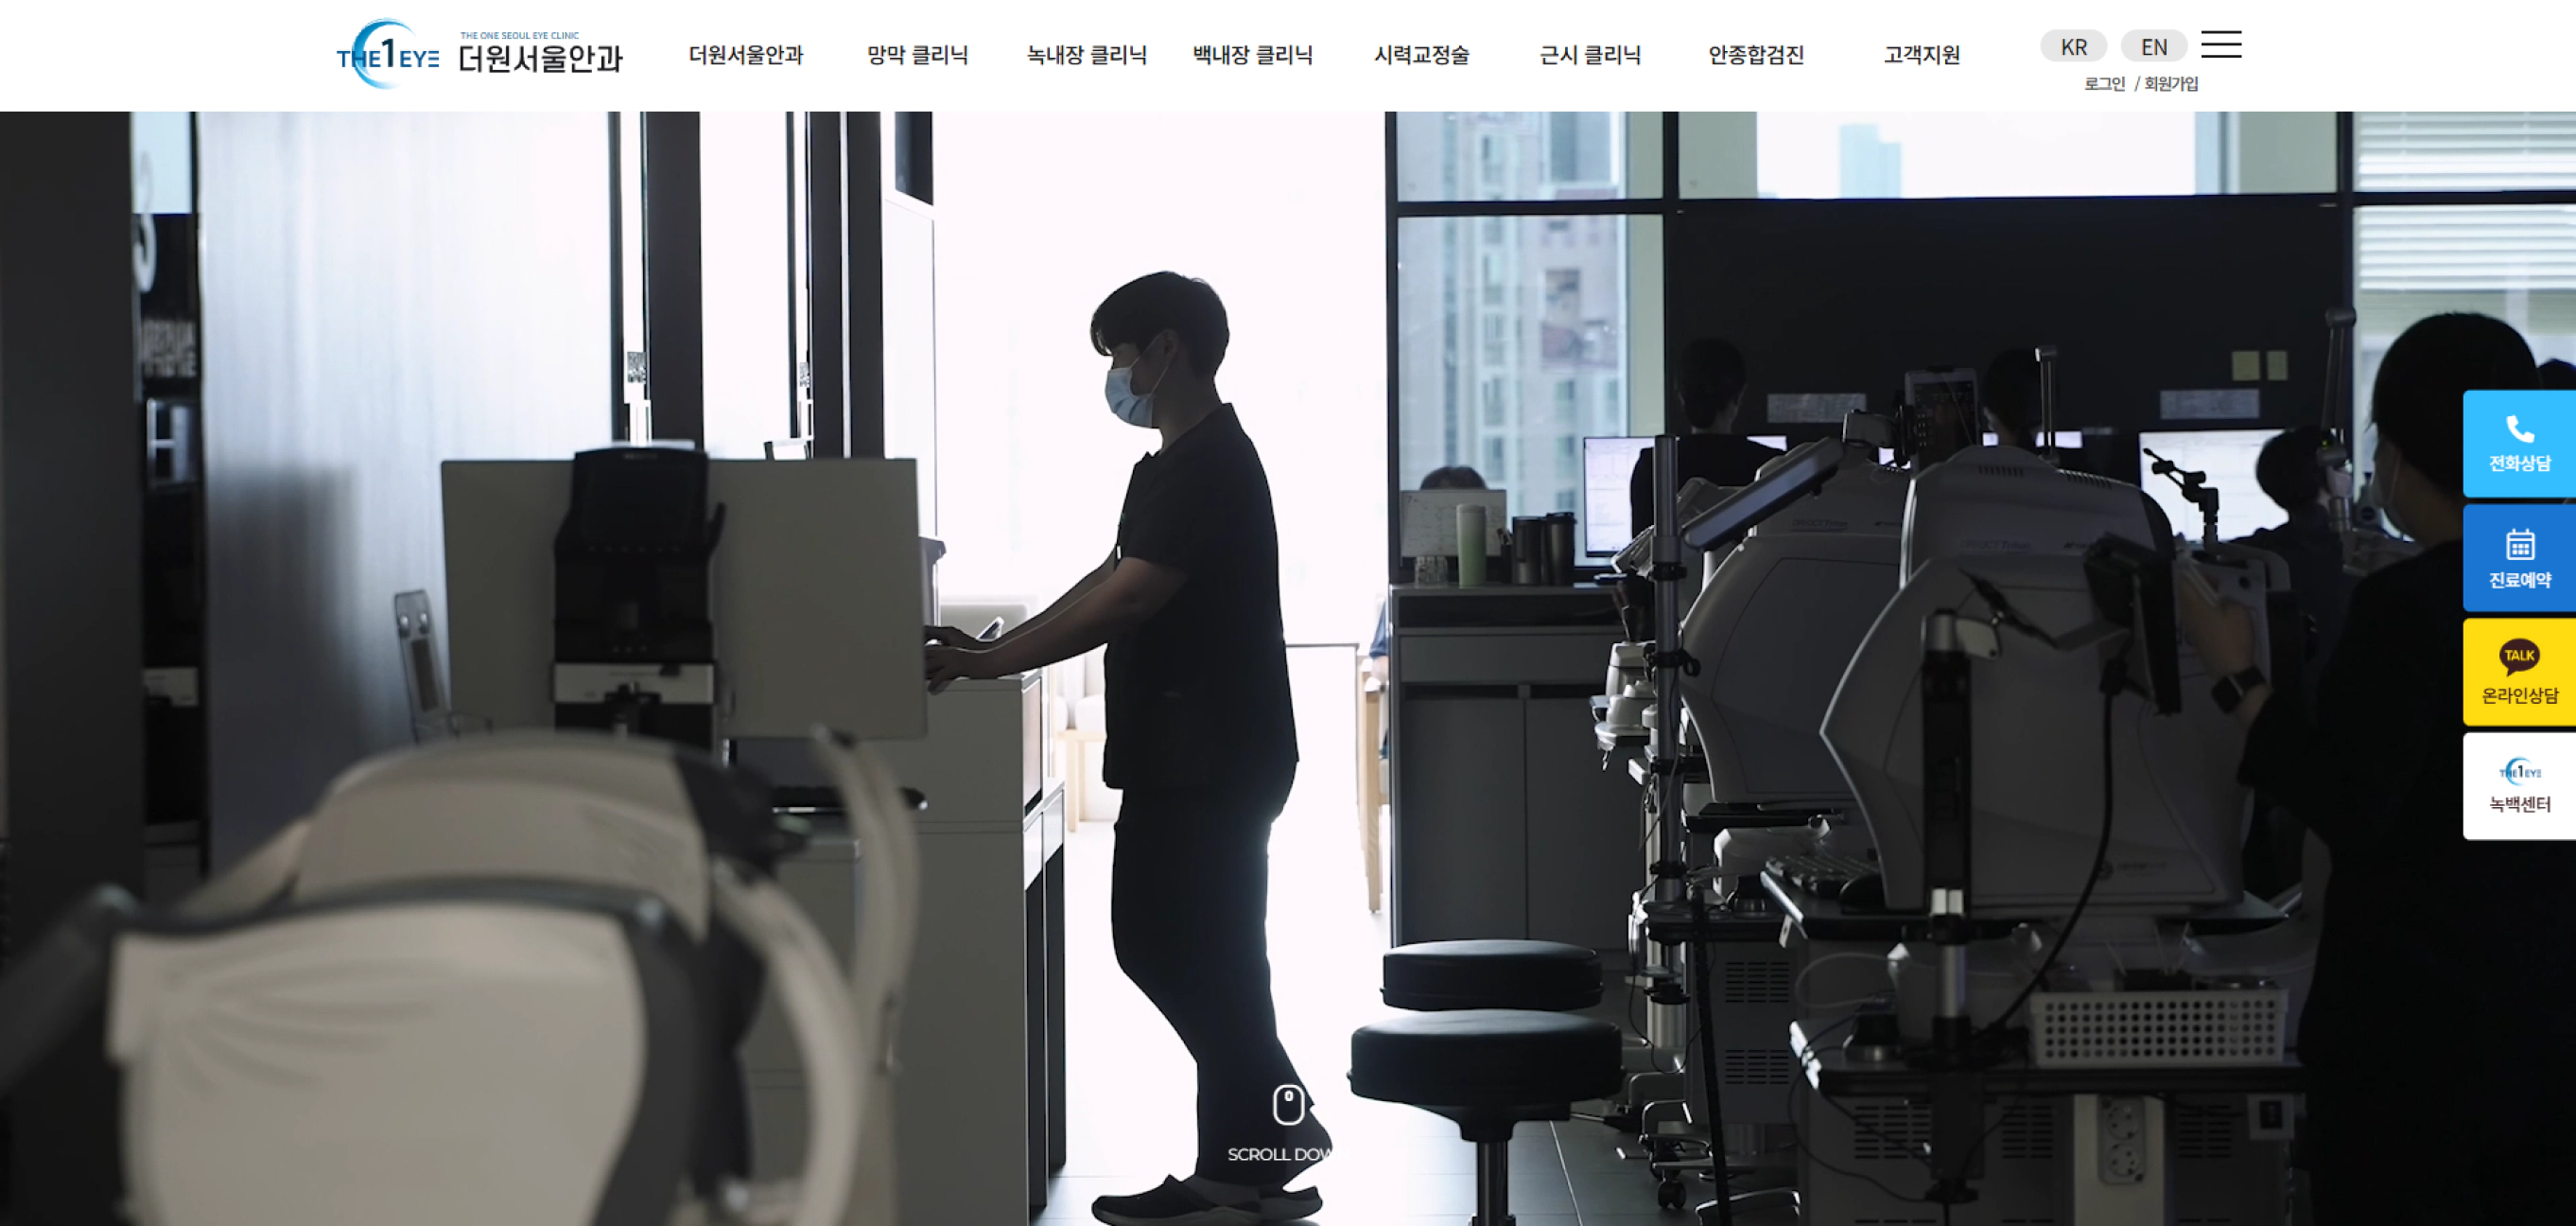 THE 1 EYE
THE ONE SEOUL EYE CLINIC
더원서울안과
더원서울안과 망막 클리닉 녹내장 클리닉 백내장 클리닉 시력교정술 근시 클리닉 안종합검진 고객지원
KR EN
로그인 / 회원가입
전화상담
진료예약
TALK
온라인상담
THE 1 EYE
녹백센터
SCROLL DOW